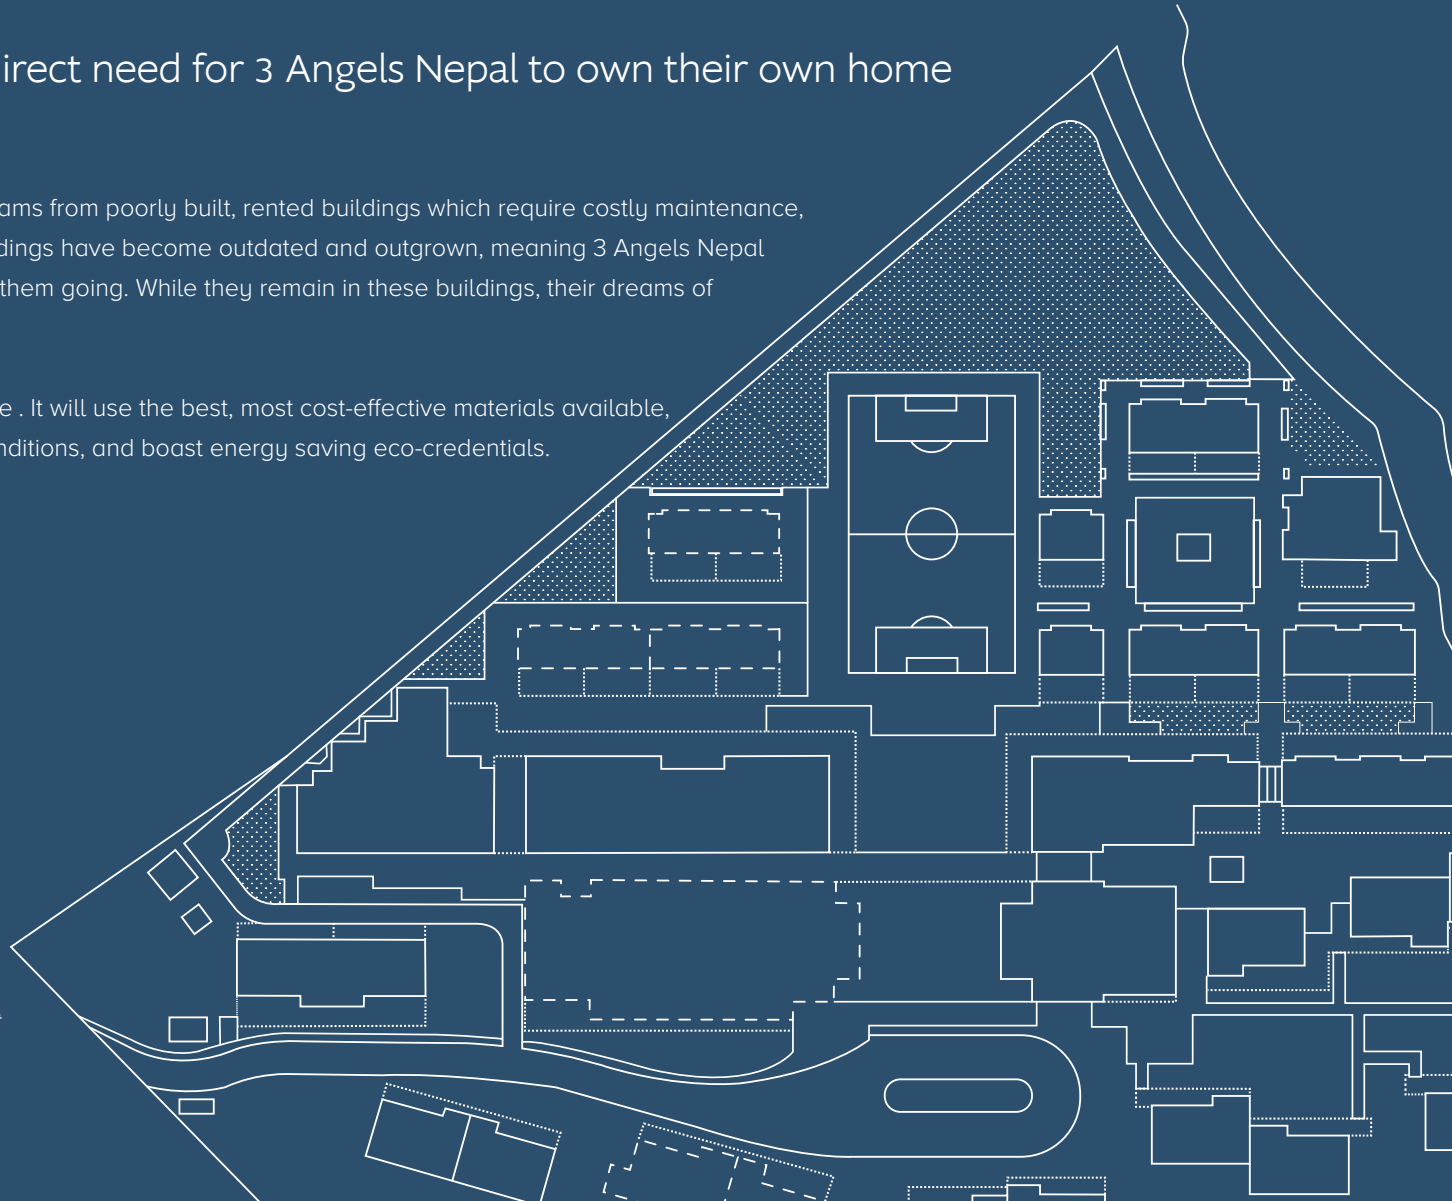 irect need for 3 Angels Nepal to own their own home
ams from poorly built, rented buildings which require costly maintenance,
dings have become outdated and outgrown, meaning 3 Angels Nepal
them going. While they remain in these buildings, their dreams of
e . It will use the best, most cost-effective materials available,
nditions, and boast energy saving eco-credentials.